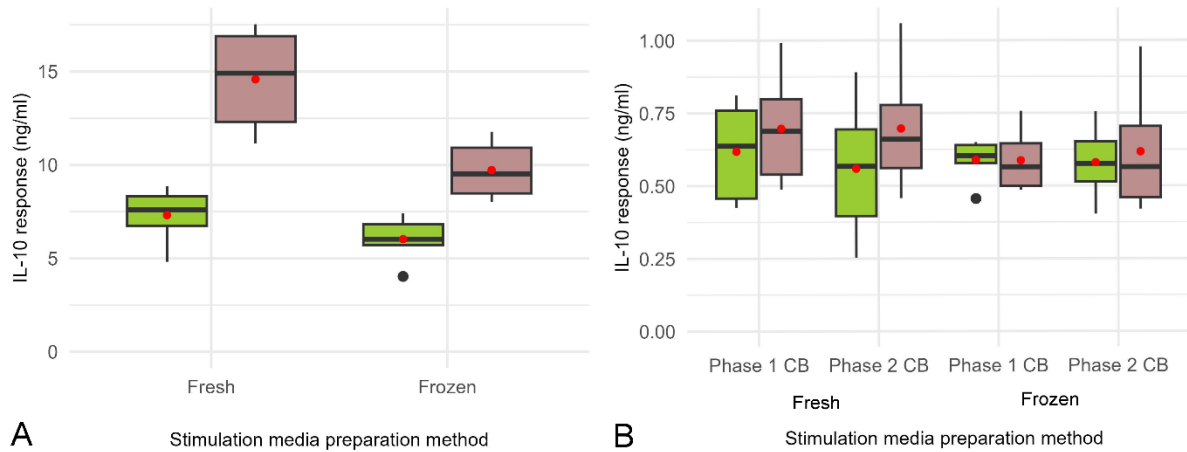 IL-10 response (ng/ml)
15
10
5
0
Fresh
Frozen
Stimulation media preparation method
A
IL-10 response (ng/ml)
1.00
0.75
0.50
0.25
0.00
Phase 1 CB Phase 2 CB Phase 1 CB Phase 2 CB
Fresh
Frozen
Stimulation media preparation method
B